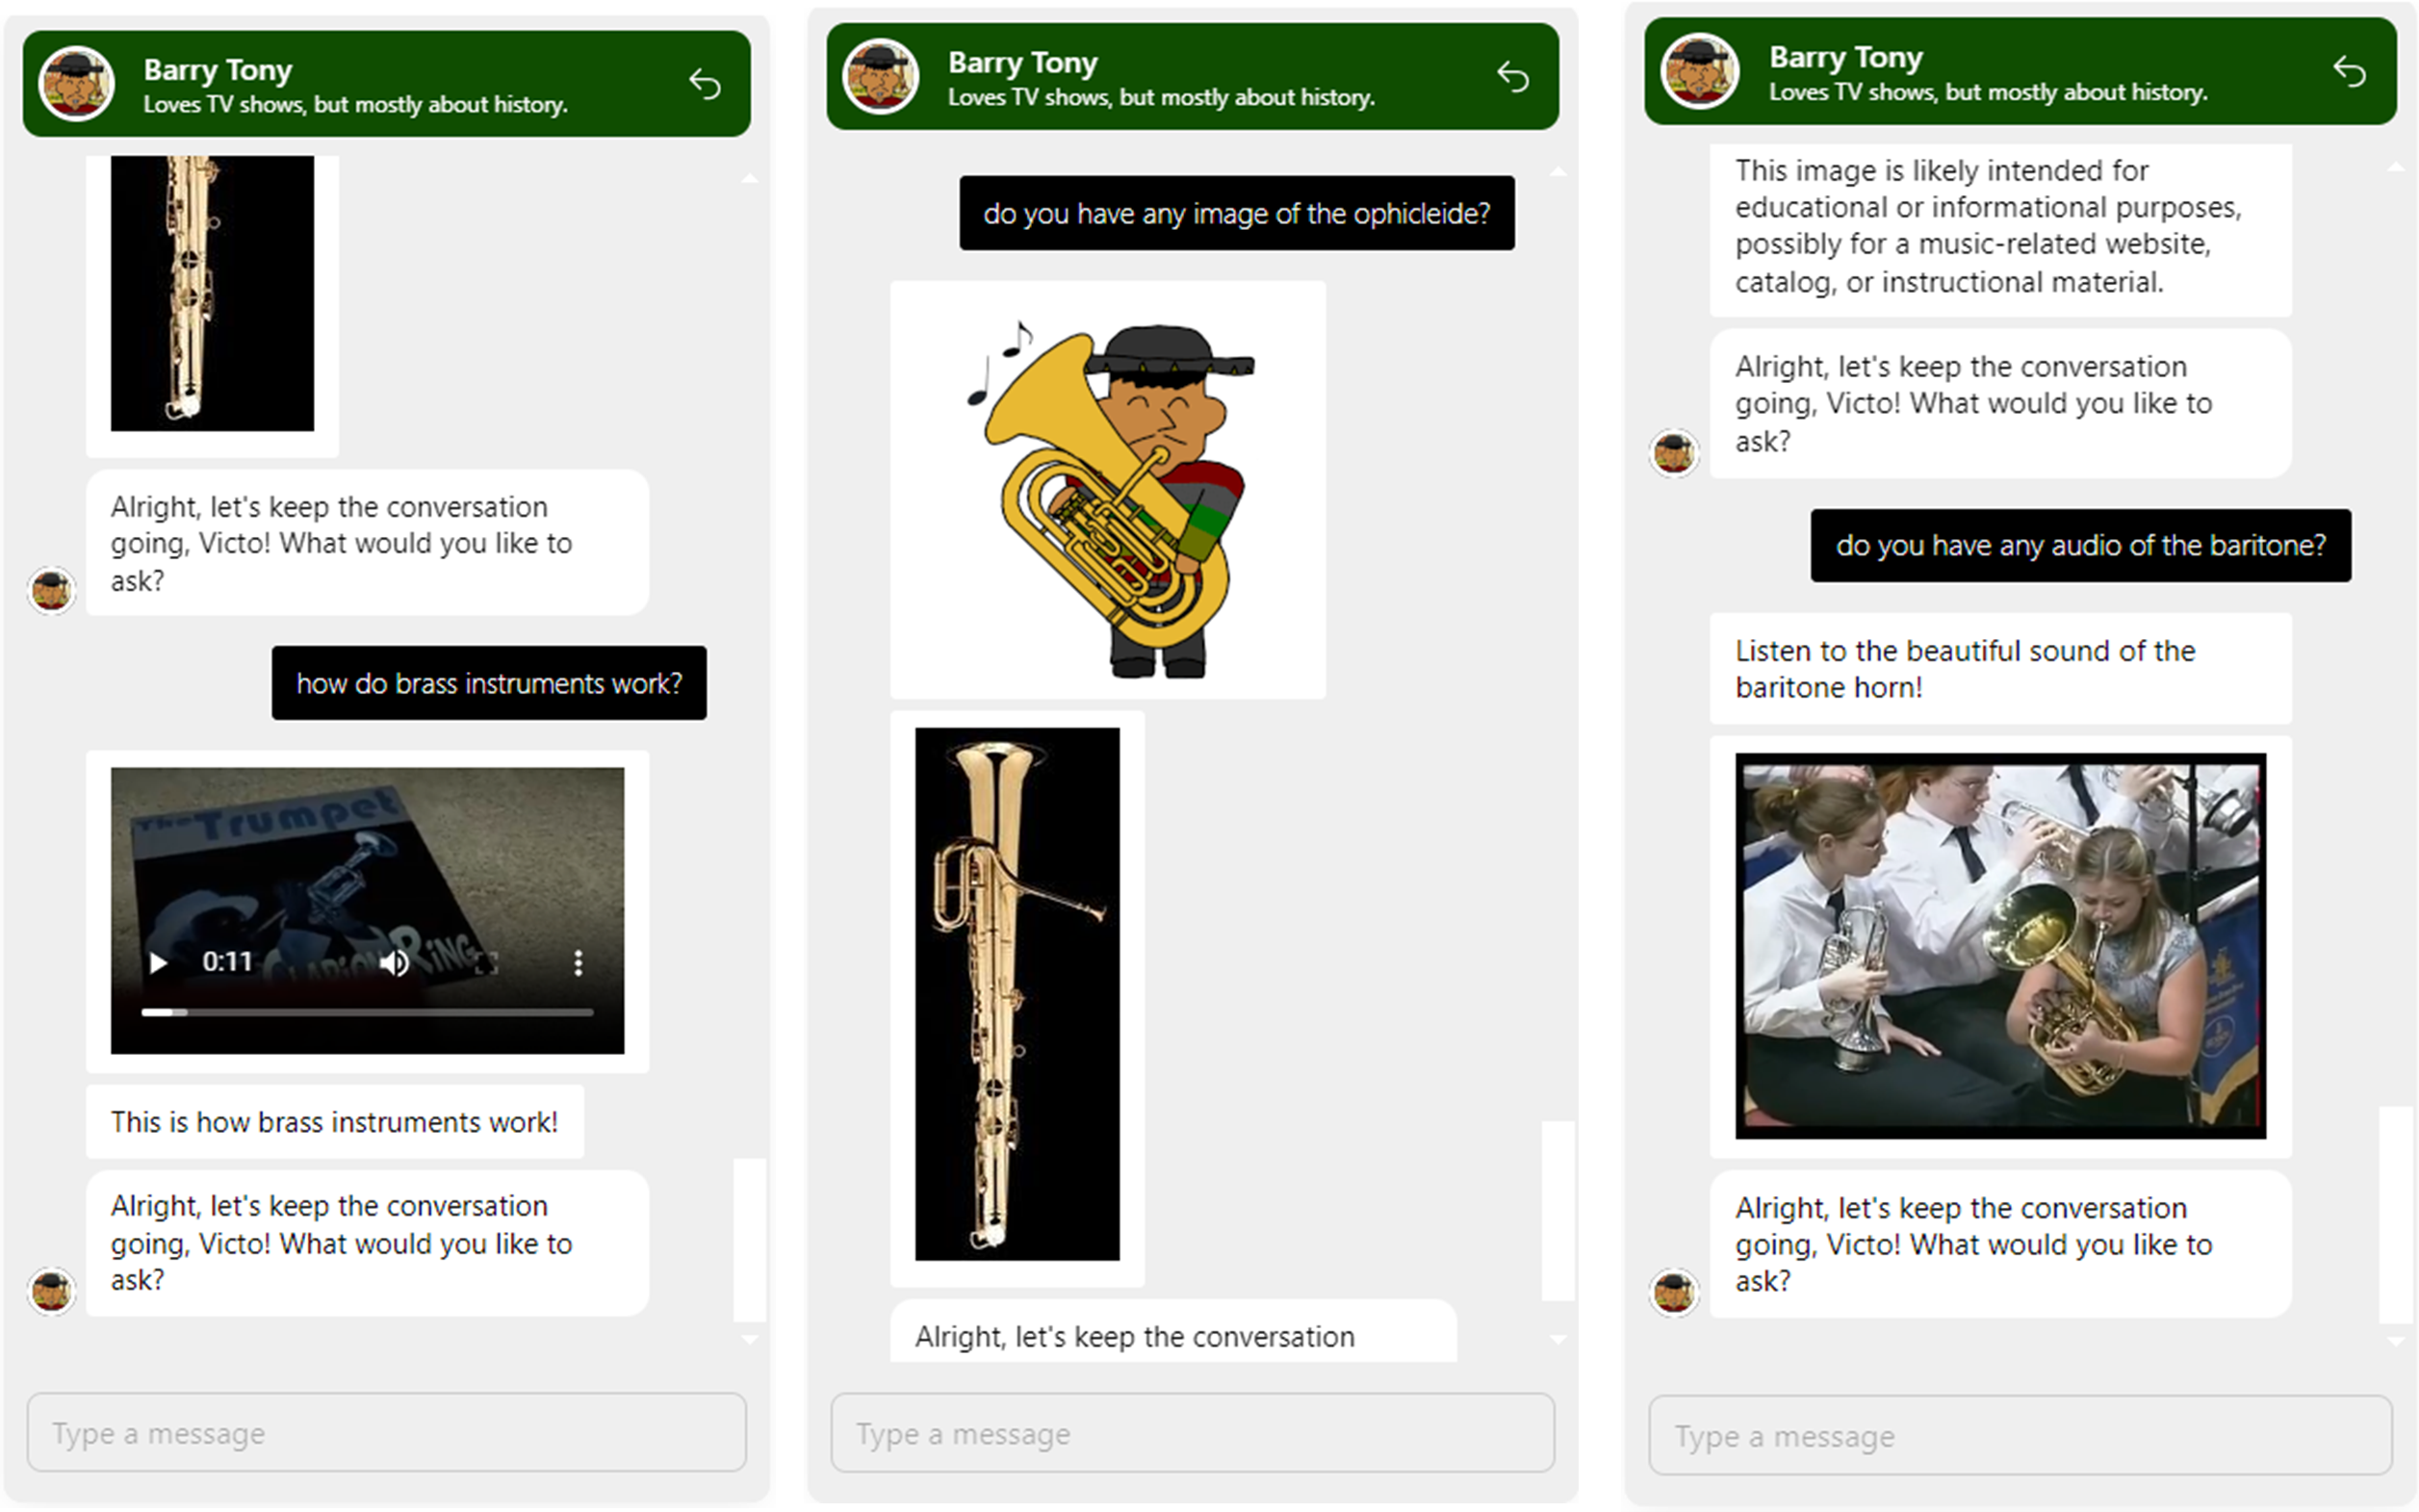 Barry Tony
Loves TV shows, but mostly about history.
Alright, let's keep the conversation
going, Victo! What would you like to
ask?
how do brass instruments work?
The Trumpet
CLARION RING
0:11
This is how brass instruments work!
Alright, let's keep the conversation
going, Victo! What would you like to
ask?
Type a message
Barry Tony
Loves TV shows, but mostly about history.
do you have any image of the ophicleide?
Alright, let's keep the conversation
Type a message
Barry Tony
Loves TV shows, but mostly about history.
This image is likely intended for
educational or informational purposes,
possibly for a music-related website,
catalog, or instructional material.
Alright, let's keep the conversation
going, Victo! What would you like to
ask?
do you have any audio of the baritone?
Listen to the beautiful sound of the
baritone horn!
Alright, let's keep the conversation
going, Victo! What would you like to
ask?
Type a message